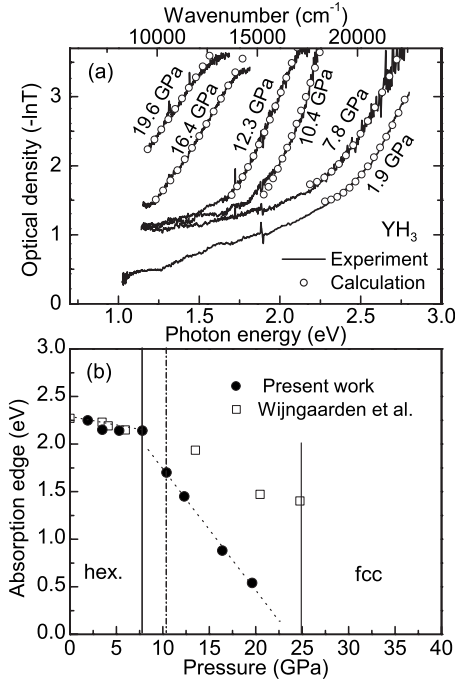 Wavenumber (cm-1)
10000 14000 18000 22000
(a)
19.6 GPa
16.4 GPa
12.3 GPa
10.4 GPa
7.8 GPa
1.9 GPa
3
2
1
Optical density (-lnT)
YH3
Experiment
Calculation
1.0 1.5 2.0 2.5 3.0
Photon energy (eV)
3.0
2.5
2.0
1.5
1.0
0.5
0.0
Absorption edge (eV)
(b)
Present work
Wijngaarden et al.
hex.
fcc
0 5 10 15 20 25 30 35 40
Pressure (GPa)